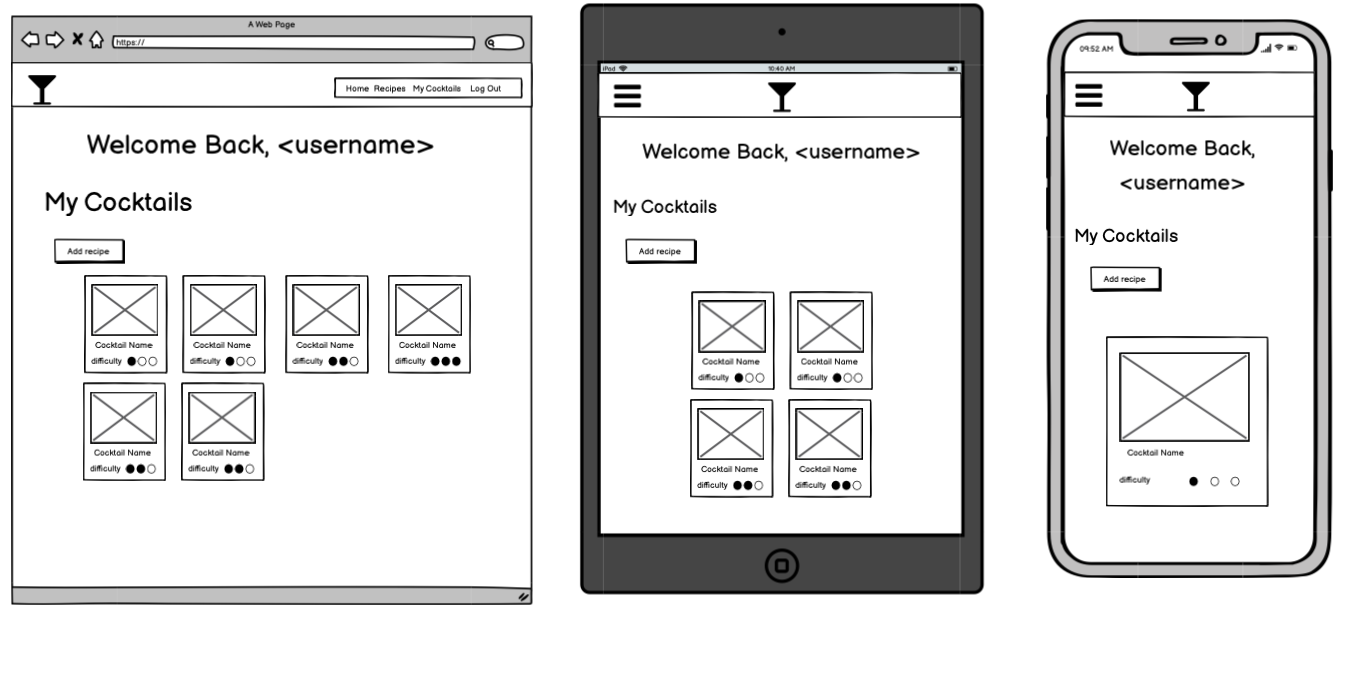 A Web Page
https://
Home Recipes My Cocktails Log Out
Welcome Back, <username>
My Cocktails
Add recipe
Cocktail Name Cocktail Name Cocktail Name Cocktail Name
difficulty difficulty difficulty difficulty
Cocktail Name Cocktail Name
difficulty difficulty
iPad 10:40 AM
Welcome Back, <username>
My Cocktails
Add recipe
Cocktail Name Cocktail Name
difficulty difficulty
Cocktail Name Cocktail Name
difficulty difficulty
09:52 AM
Welcome Back,
<username>
My Cocktails
Add recipe
Cocktail Name
difficulty